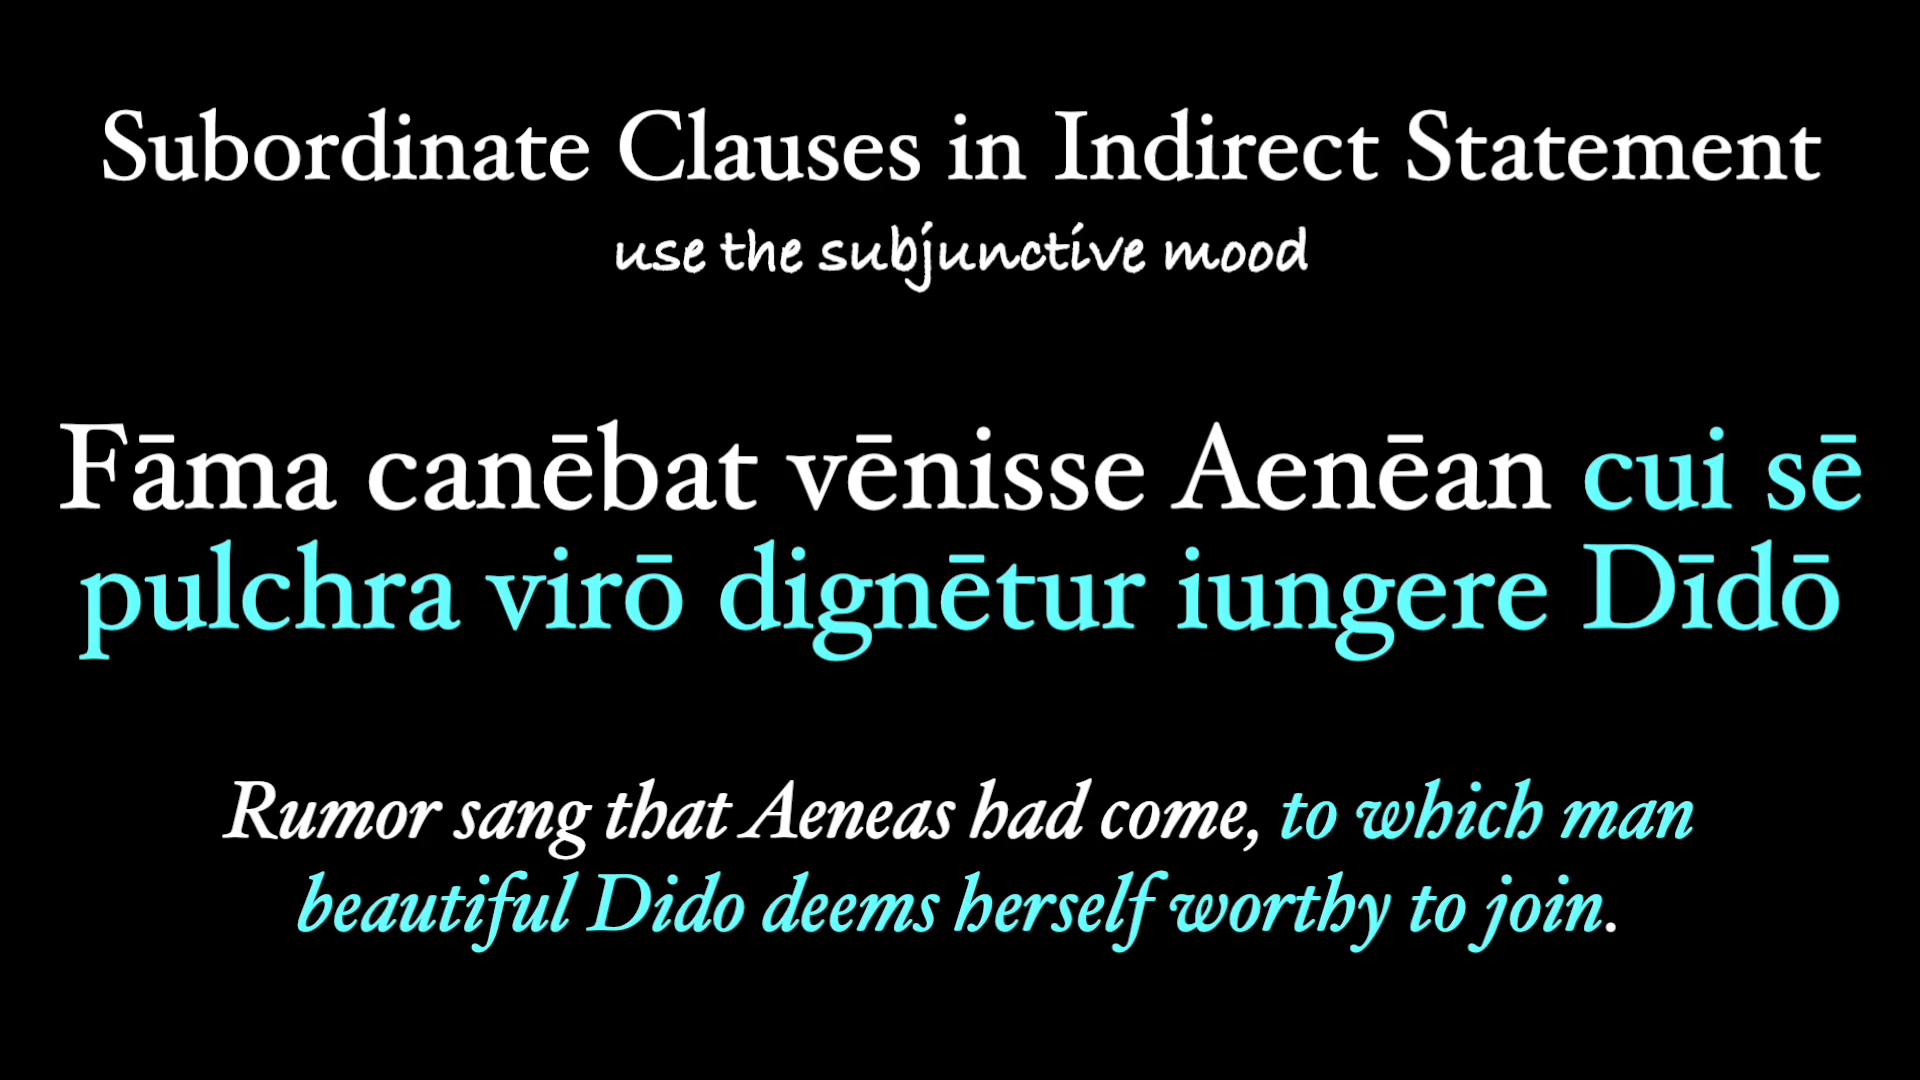 Subordinate Clauses in Indirect Statement
use the subjunctive mood
Fāma canēbat vēnisse Aenēan cui sē
pulchra virō dignētur iungere Dīdō
Rumor sang that Aeneas had come, to which man
beautiful Dido deems herself worthy to join.